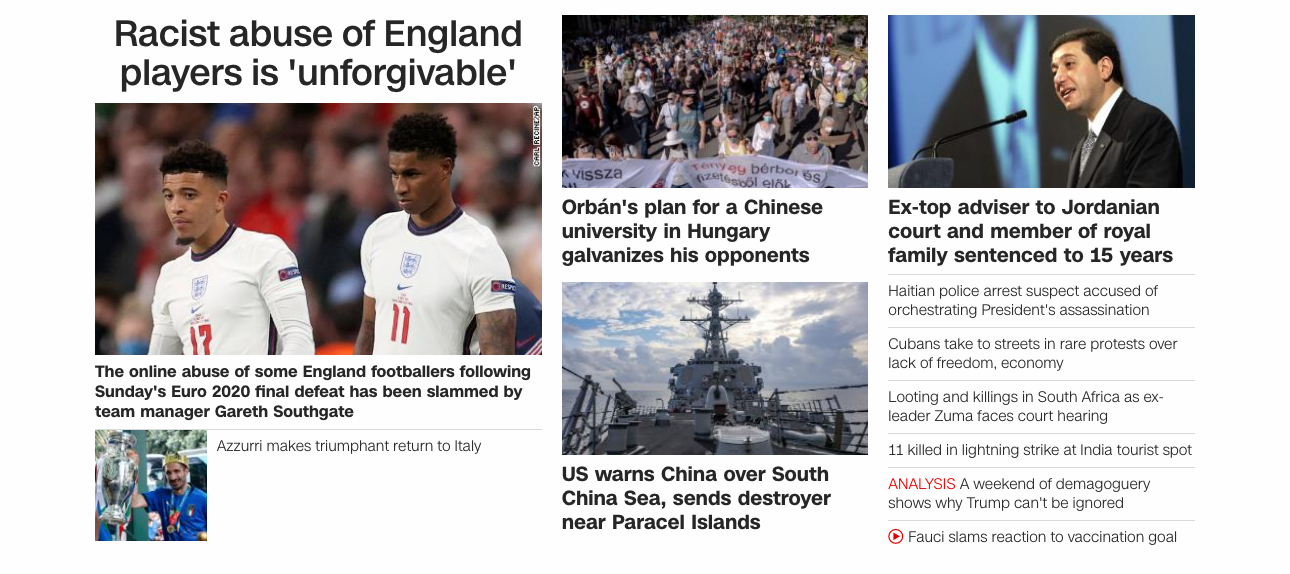 Racist abuse of England
players is 'unforgivable'
CARL RECINE/AP
RESPECT
RESPEC
17
11
The online abuse of some England footballers following
Sunday's Euro 2020 final defeat has been slammed by
team manager Gareth Southgate
Azzurri makes triumphant return to Italy
vissza
Tényleg bérből és
fizetésből élők
Orbán's plan for a Chinese
university in Hungary
galvanizes his opponents
US warns China over South
China Sea, sends destroyer
near Paracel Islands
Ex-top adviser to Jordanian
court and member of royal
family sentenced to 15 years
Haitian police arrest suspect accused of
orchestrating President's assassination
Cubans take to streets in rare protests over
lack of freedom, economy
Looting and killings in South Africa as ex-
leader Zuma faces court hearing
11 killed in lightning strike at India tourist spot
ANALYSIS A weekend of demagoguery
shows why Trump can't be ignored
Fauci slams reaction to vaccination goal